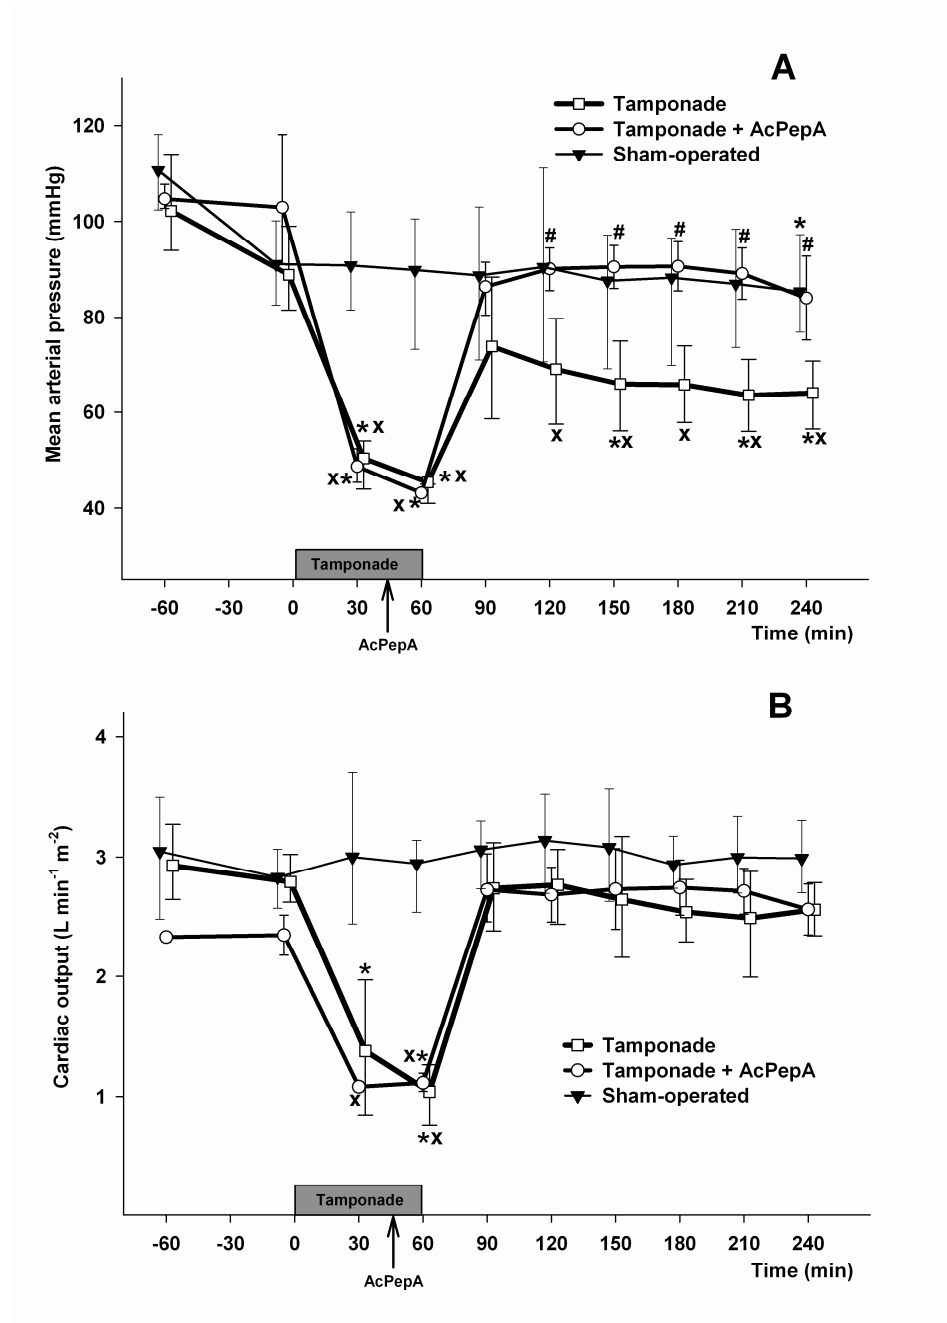 A
Tamponade
Tamponade + AcPepA
Sham-operated
Mean arterial pressure (mmHg)
120
100
80
60
40
# # # # * #
* x
x *
* x
x *
x *x x *x *x
Tamponade
-60 -30 0 30 60 90 120 150 180 210 240
AcPepA
Time (min)
B
Cardiac output (L min⁻¹ m⁻²)
4
3
2
1
*
x
x*
*x
Tamponade
Tamponade + AcPepA
Sham-operated
Tamponade
-60 -30 0 30 60 90 120 150 180 210 240
AcPepA
Time (min)